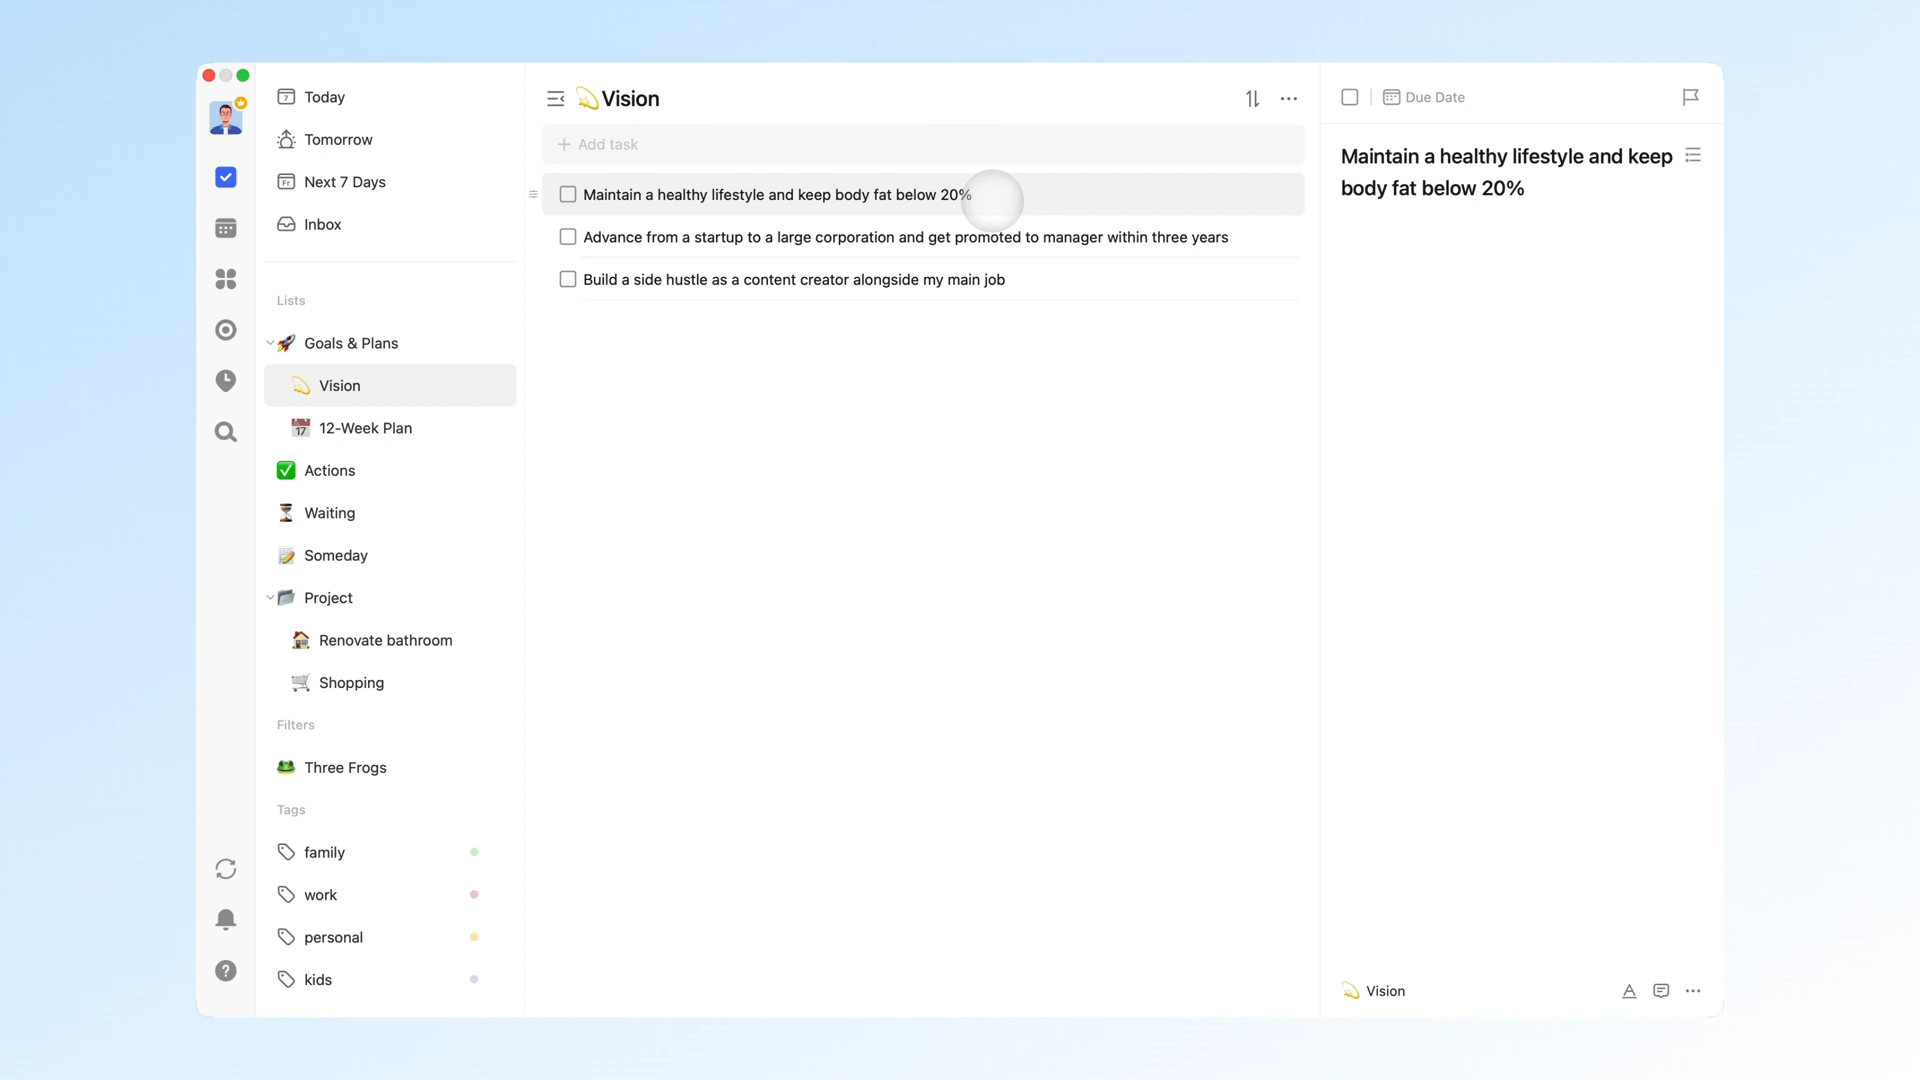 Today
Tomorrow
Next 7 Days
Inbox
Lists
Goals & Plans
Vision
12-Week Plan
Actions
Waiting
Someday
Project
Renovate bathroom
Shopping
Filters
Three Frogs
Tags
family
work
personal
kids
Vision
Add task
Maintain a healthy lifestyle and keep body fat below 20%
Advance from a startup to a large corporation and get promoted to manager within three years
Build a side hustle as a content creator alongside my main job
Due Date
Maintain a healthy lifestyle and keep
body fat below 20%
Vision